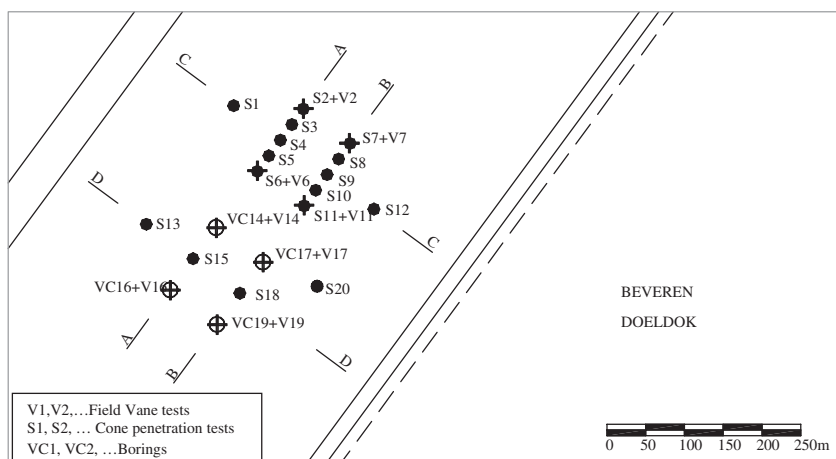 A
C
B
S1
S2+V2
S3
S4
S7+V7
S5
S8
S6+V6
S9
S10
D
S12
S11+V11
VC14+V14
S13
C
VC17+V17
S15
VC16+V16
S18
S20
BEVEREN
DOELDOK
VC19+V19
A
B
D
V1,V2,...Field Vane tests
S1, S2, ... Cone penetration tests
VC1, VC2, ...Borings
0 50 100 150 200 250m